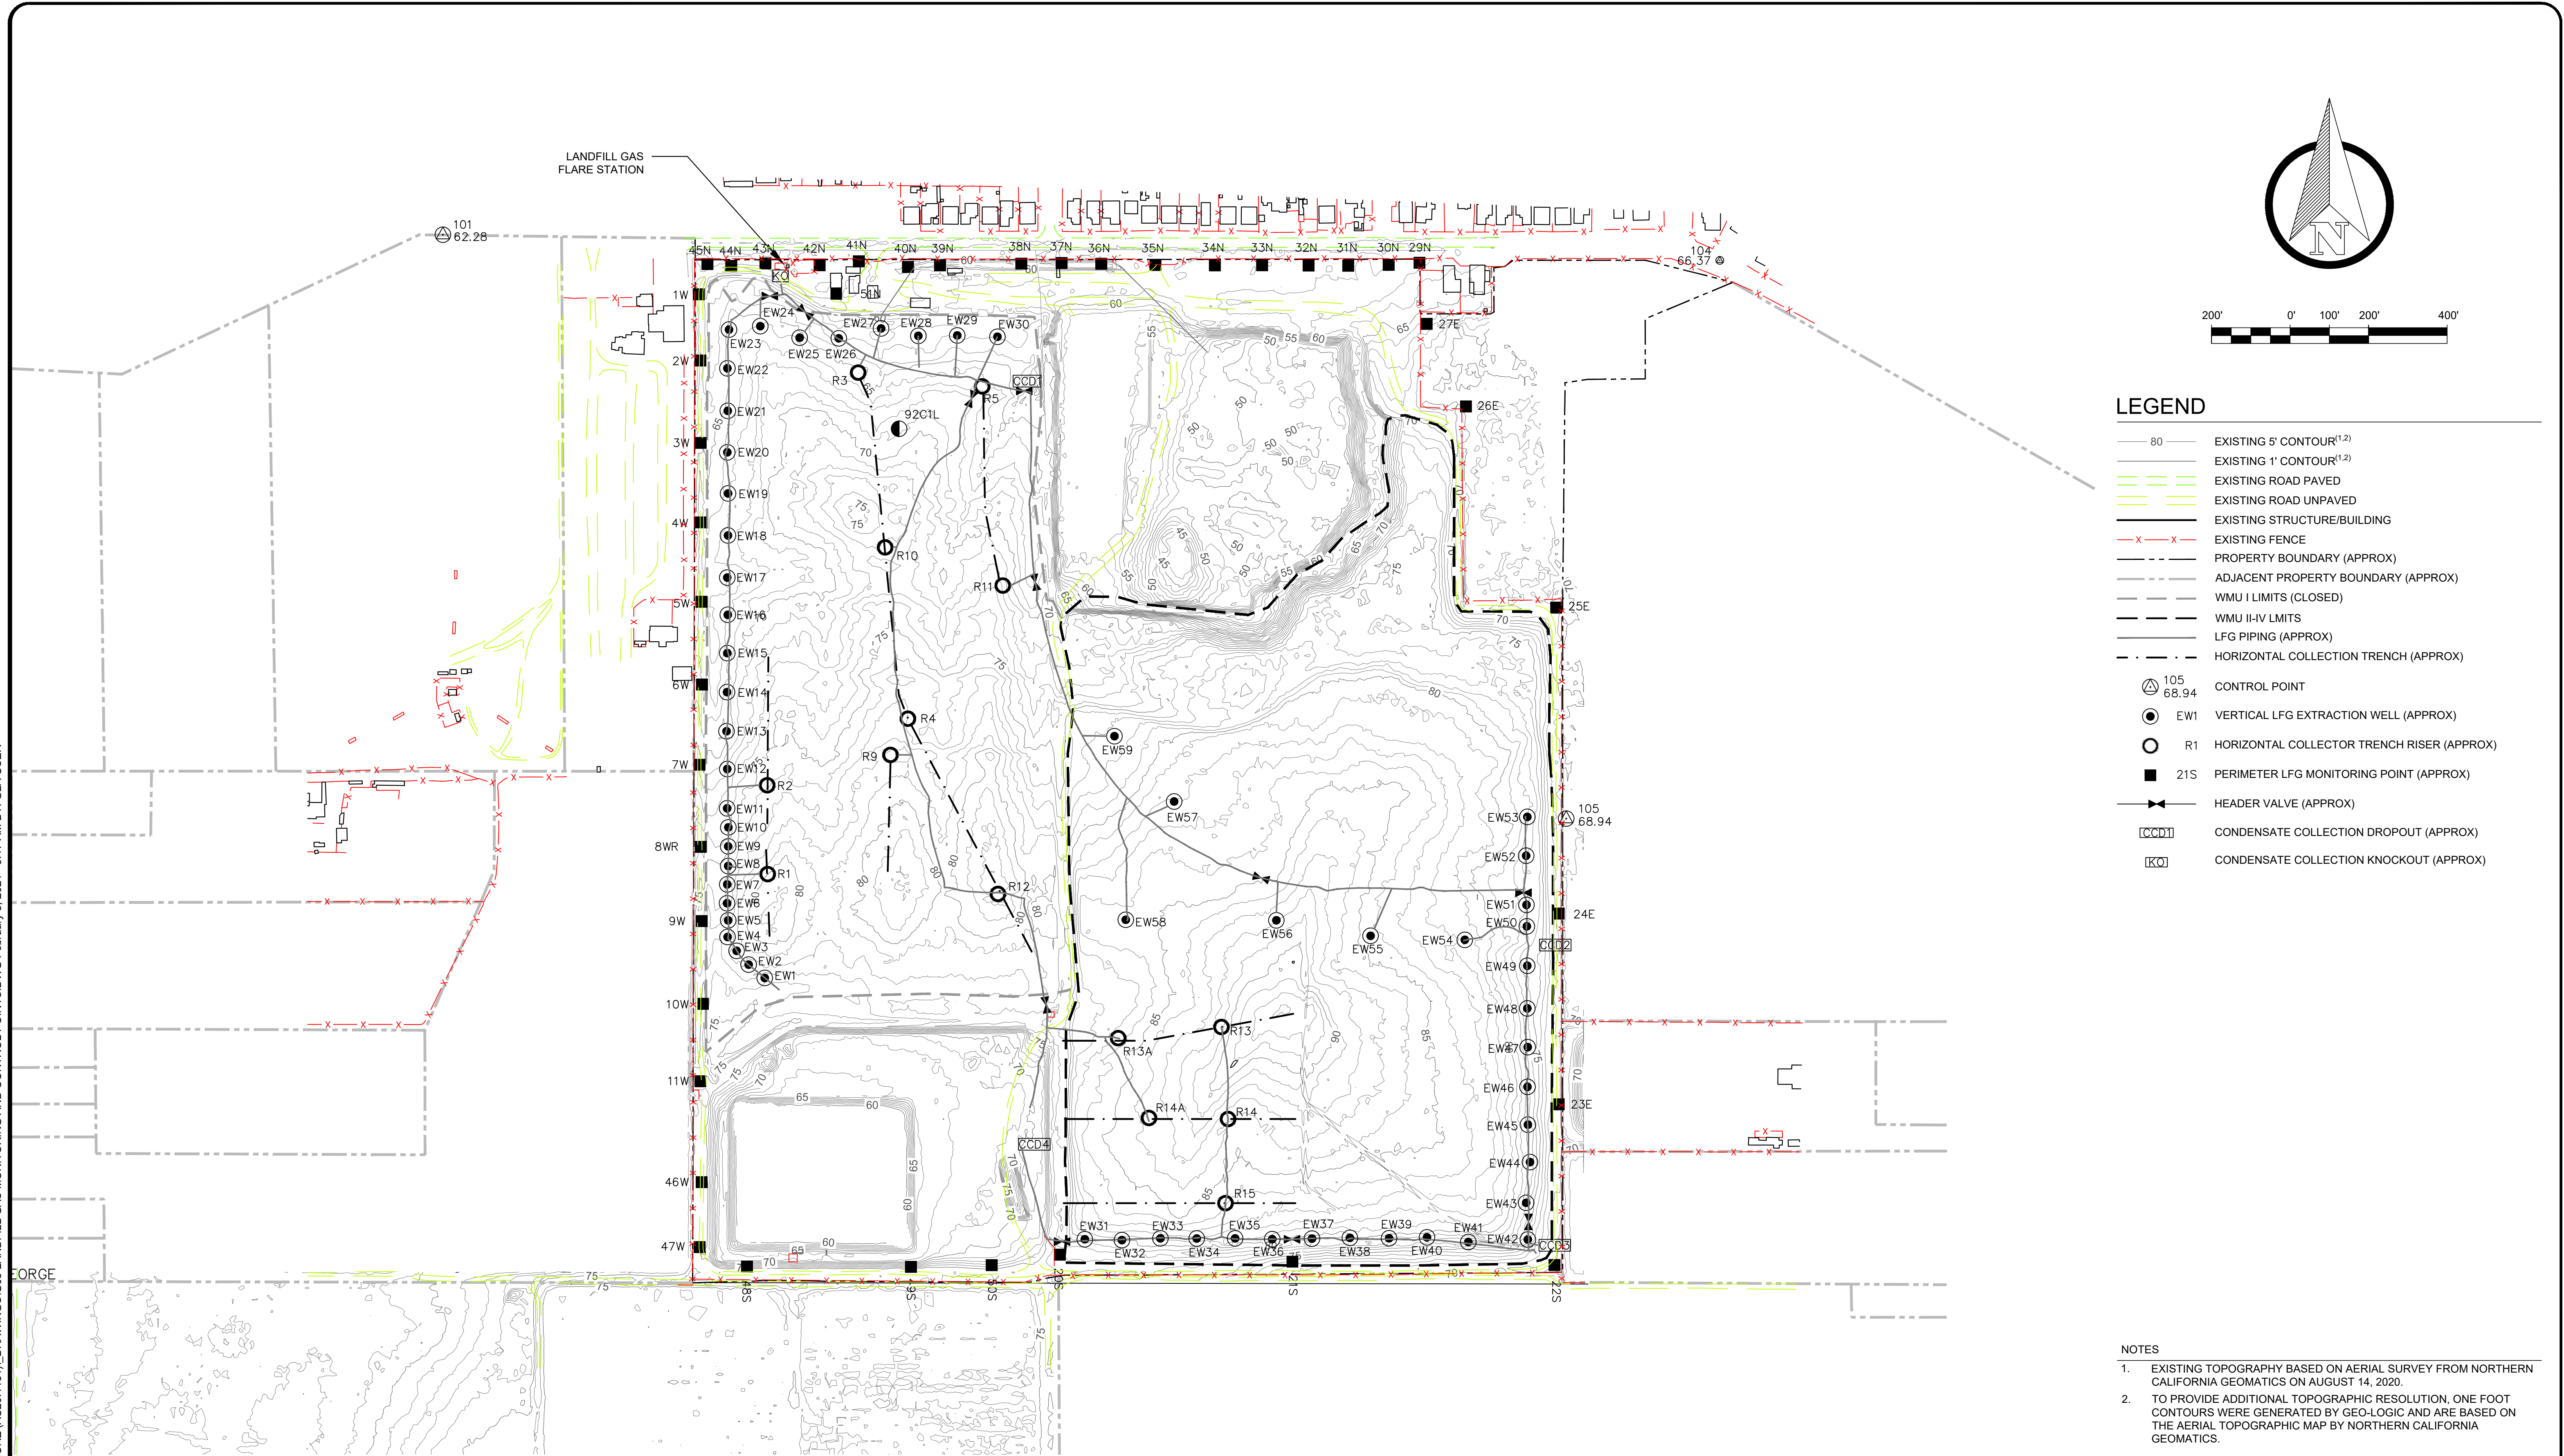 LANDFILL GAS
FLARE STATION
101
62.28
104
66.37
45N 44N 43N 42N 41N 40N 39N 38N 37N 36N 35N 34N 33N 32N 31N 30N 29N
KO
51N
1W
EW24
EW23
EW25
EW26
EW27
EW28
EW29
EW30
27E
2W
EW22
R3
R5
CCD1
92C1L
26E
EW21
3W
EW20
EW19
4W
EW18
R10
EW17
R11
5W
EW16
25E
EW15
6W
EW14
R4
EW13
R9
EW59
7W
EW12
R2
EW11
EW57
EW53
105
68.94
EW10
8WR
EW9
EW8
EW52
EW7
R1
R12
EW6
EW51
9W
EW5
EW58
EW56
EW50
24E
EW4
EW55
EW54
CCD2
EW3
EW2
EW1
EW49
10W
EW48
R13
R13A
EW47
11W
EW46
R14A
R14
23E
EW45
CCD4
EW44
46W
R15
EW43
47W
EW31
EW32
EW33
EW34
EW35
EW36
EW37
EW38
EW39
EW40
EW41
EW42
CCD3
48S
49S
50S
20S
21S
22S
EORGE
N
200' 0' 100' 200' 400'
LEGEND
80 EXISTING 5' CONTOUR(1,2)
EXISTING 1' CONTOUR(1,2)
EXISTING ROAD PAVED
EXISTING ROAD UNPAVED
EXISTING STRUCTURE/BUILDING
X X EXISTING FENCE
PROPERTY BOUNDARY (APPROX)
ADJACENT PROPERTY BOUNDARY (APPROX)
WMU I LIMITS (CLOSED)
WMU II-IV LMITS
LFG PIPING (APPROX)
HORIZONTAL COLLECTION TRENCH (APPROX)
105
68.94 CONTROL POINT
EW1 VERTICAL LFG EXTRACTION WELL (APPROX)
R1 HORIZONTAL COLLECTOR TRENCH RISER (APPROX)
21S PERIMETER LFG MONITORING POINT (APPROX)
HEADER VALVE (APPROX)
CCD1 CONDENSATE COLLECTION DROPOUT (APPROX)
KO CONDENSATE COLLECTION KNOCKOUT (APPROX)
NOTES
1. EXISTING TOPOGRAPHY BASED ON AERIAL SURVEY FROM NORTHERN
CALIFORNIA GEOMATICS ON AUGUST 14, 2020.
2. TO PROVIDE ADDITIONAL TOPOGRAPHIC RESOLUTION, ONE FOOT
CONTOURS WERE GENERATED BY GEO-LOGIC AND ARE BASED ON
THE AERIAL TOPOGRAPHIC MAP BY NORTHERN CALIFORNIA
GEOMATICS.